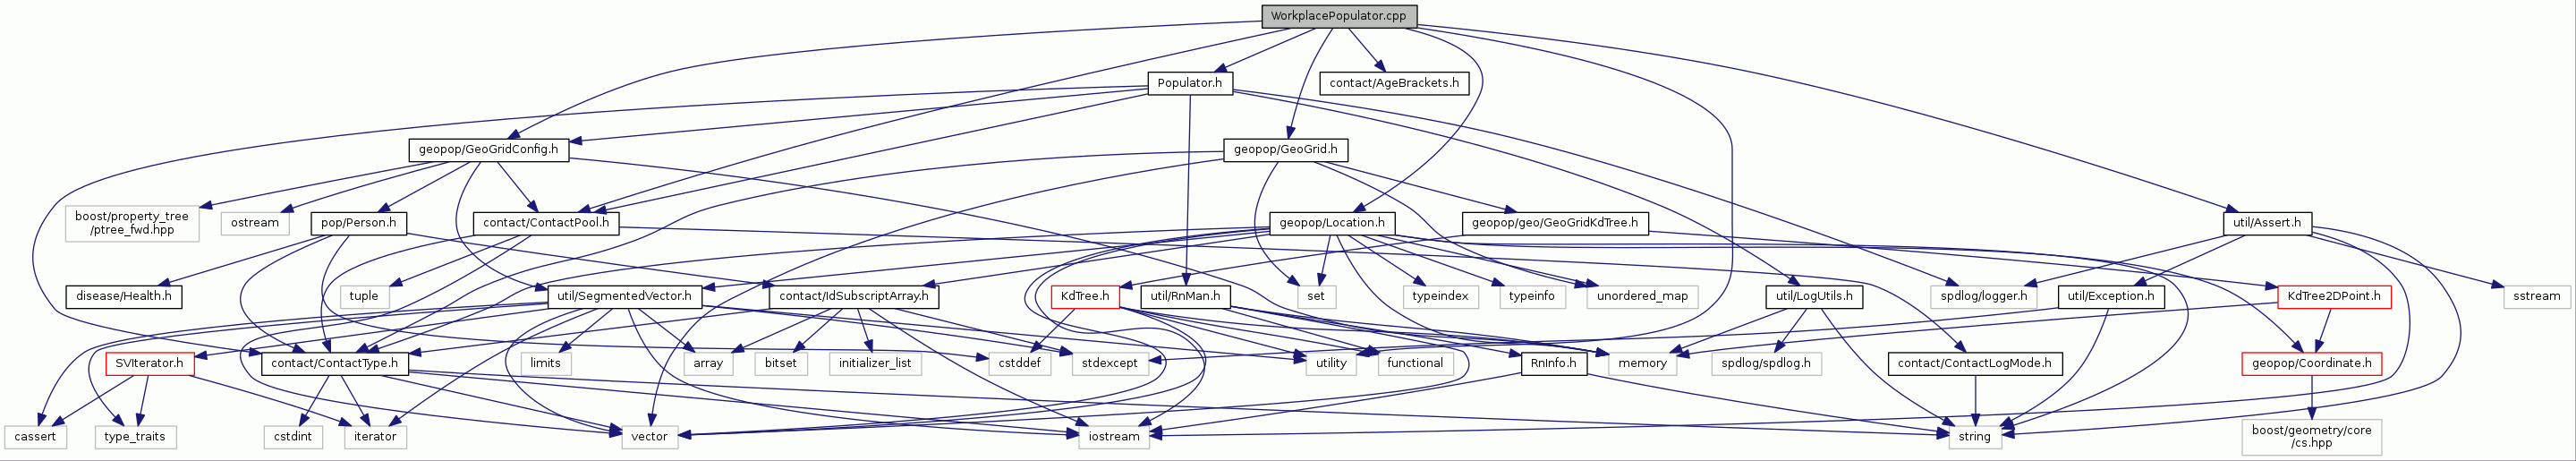 WorkplacePopulator.cpp
Populator.h
contact/AgeBrackets.h
geopop/GeoGridConfig.h
geopop/GeoGrid.h
boost/property_tree
/ptree_fwd.hpp
ostream
pop/Person.h
contact/ContactPool.h
geopop/Location.h
geopop/geo/GeoGridKdTree.h
util/Assert.h
disease/Health.h
tuple
util/SegmentedVector.h
contact/IdSubscriptArray.h
KdTree.h
util/RnMan.h
set
typeindex
typeinfo
unordered_map
util/LogUtils.h
spdlog/logger.h
util/Exception.h
KdTree2DPoint.h
sstream
SVIterator.h
contact/ContactType.h
limits
array
bitset
initializer_list
cstddef
stdexcept
utility
functional
RnInfo.h
memory
spdlog/spdlog.h
contact/ContactLogMode.h
geopop/Coordinate.h
cassert
type_traits
cstdint
iterator
vector
iostream
string
boost/geometry/core
/cs.hpp